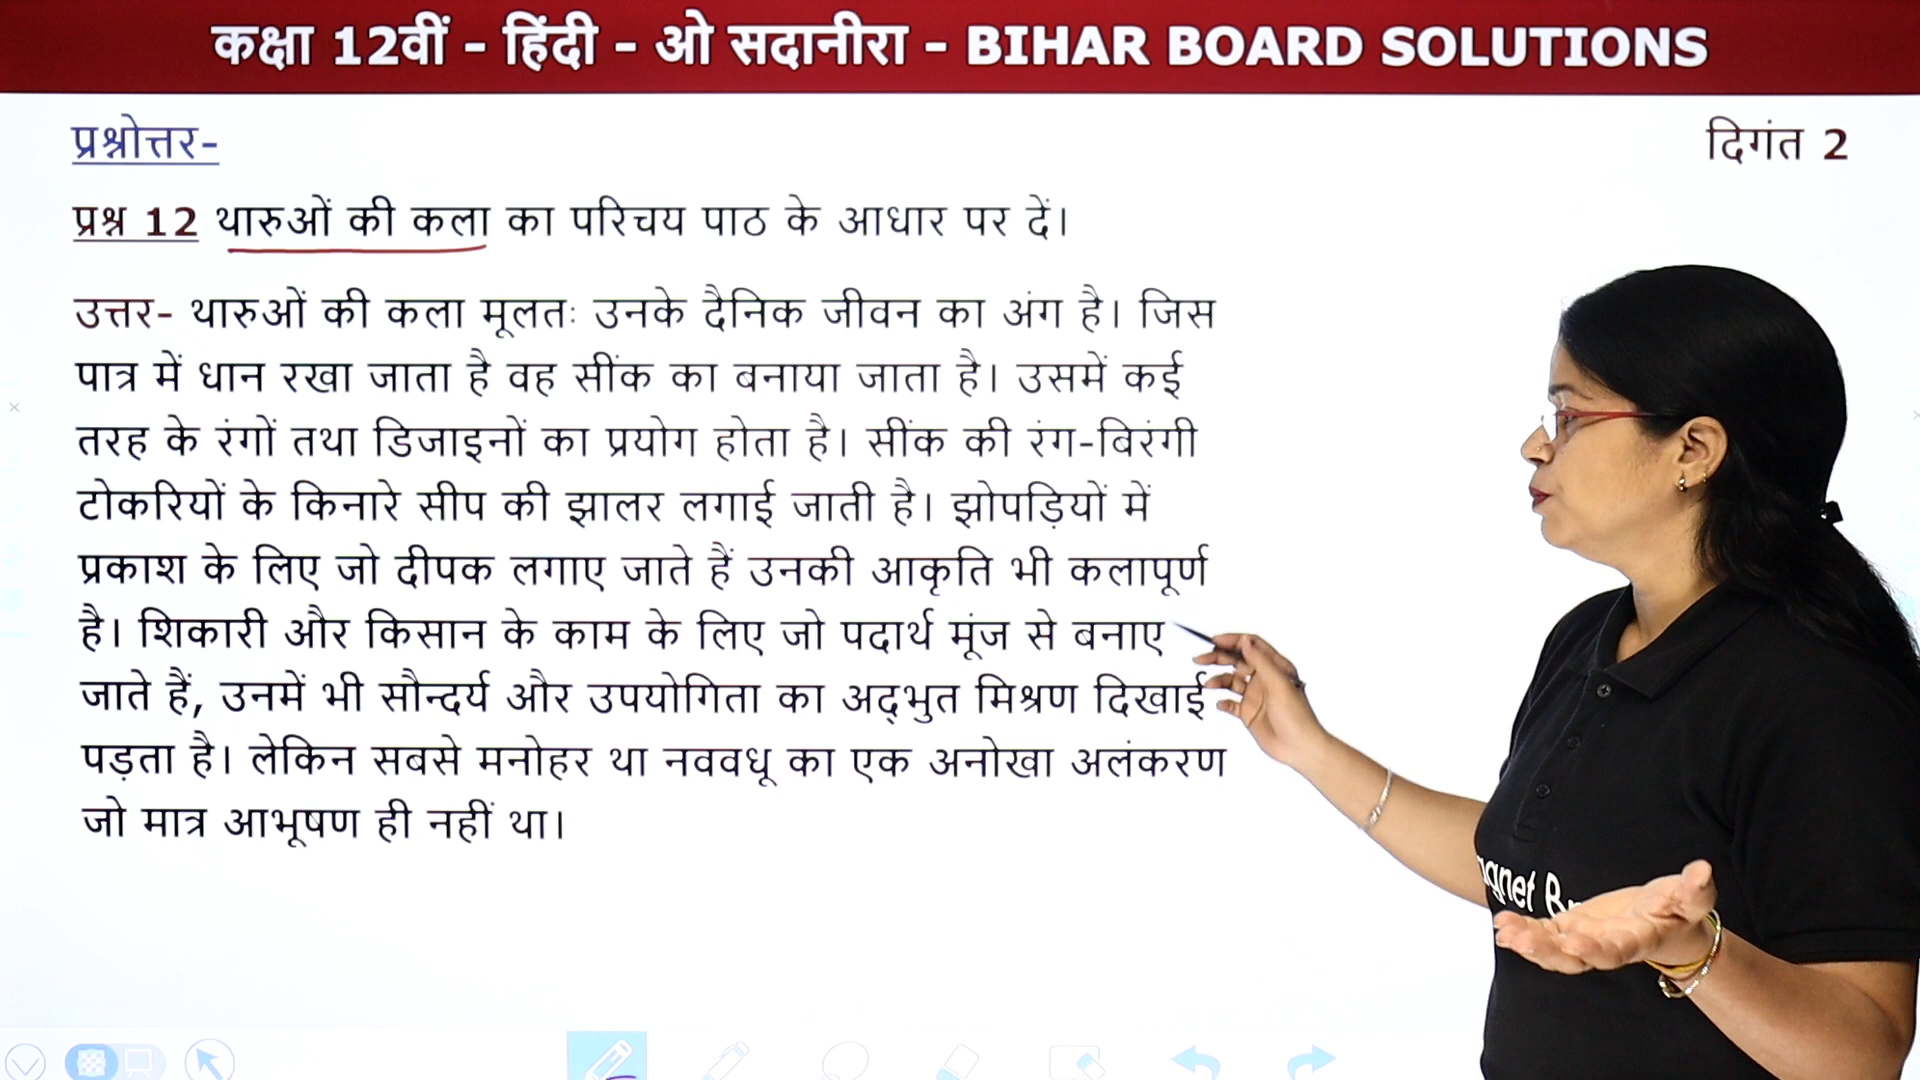 कक्षा 12वीं - हिंदी - ओ सदानीरा - BIHAR BOARD SOLUTIONS
प्रश्नोत्तर-
दिगंत 2
प्रश्न 12 थारुओं की कला का परिचय पाठ के आधार पर दें।
उत्तर- थारुओं की कला मूलतः उनके दैनिक जीवन का अंग है। जिस
पात्र में धान रखा जाता है वह सींक का बनाया जाता है। उसमें कई
तरह के रंगों तथा डिजाइनों का प्रयोग होता है। सींक की रंग-बिरंगी
टोकरियों के किनारे सीप की झालर लगाई जाती है। झोपड़ियों में
प्रकाश के लिए जो दीपक लगाए जाते हैं उनकी आकृति भी कलापूर्ण
है। शिकारी और किसान के काम के लिए जो पदार्थ मूंज से बनाए
जाते हैं, उनमें भी सौन्दर्य और उपयोगिता का अद्भुत मिश्रण दिखाई
पड़ता है। लेकिन सबसे मनोहर था नववधू का एक अनोखा अलंकरण
जो मात्र आभूषण ही नहीं था।